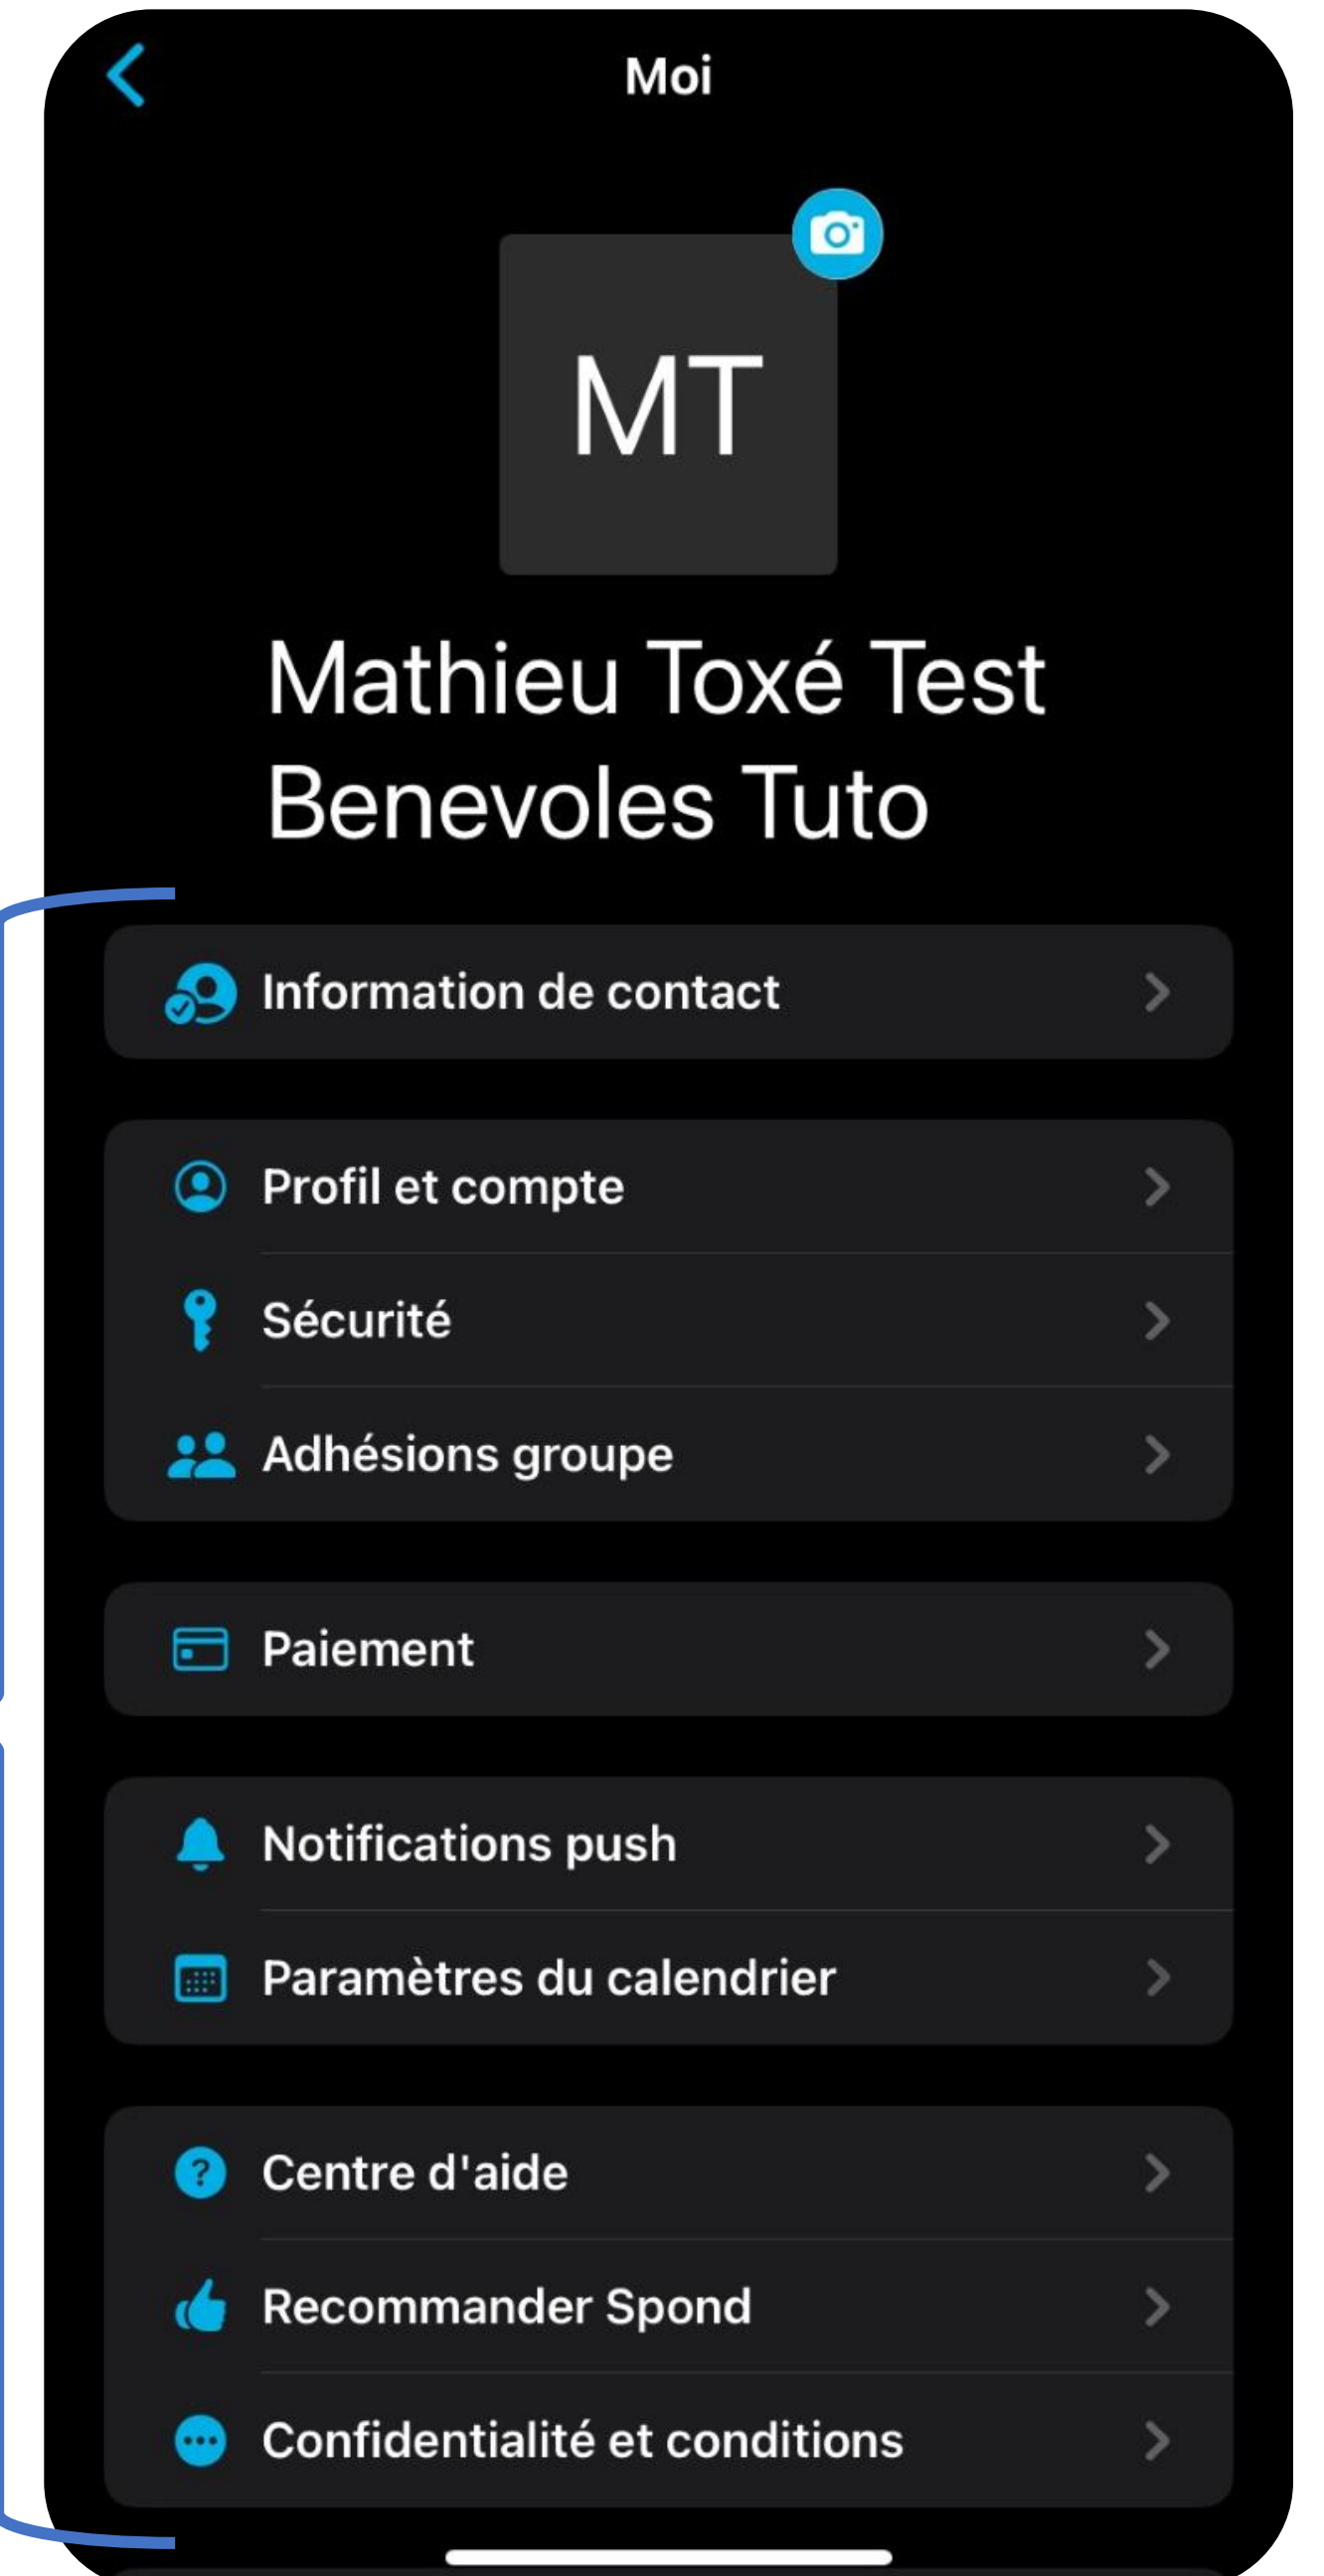 Moi
MT
Mathieu Toxé Test
Benevoles Tuto
Information de contact
Profil et compte
Sécurité
Adhésions groupe
Paiement
Notifications push
Paramètres du calendrier
Centre d'aide
Recommander Spond
Confidentialité et conditions